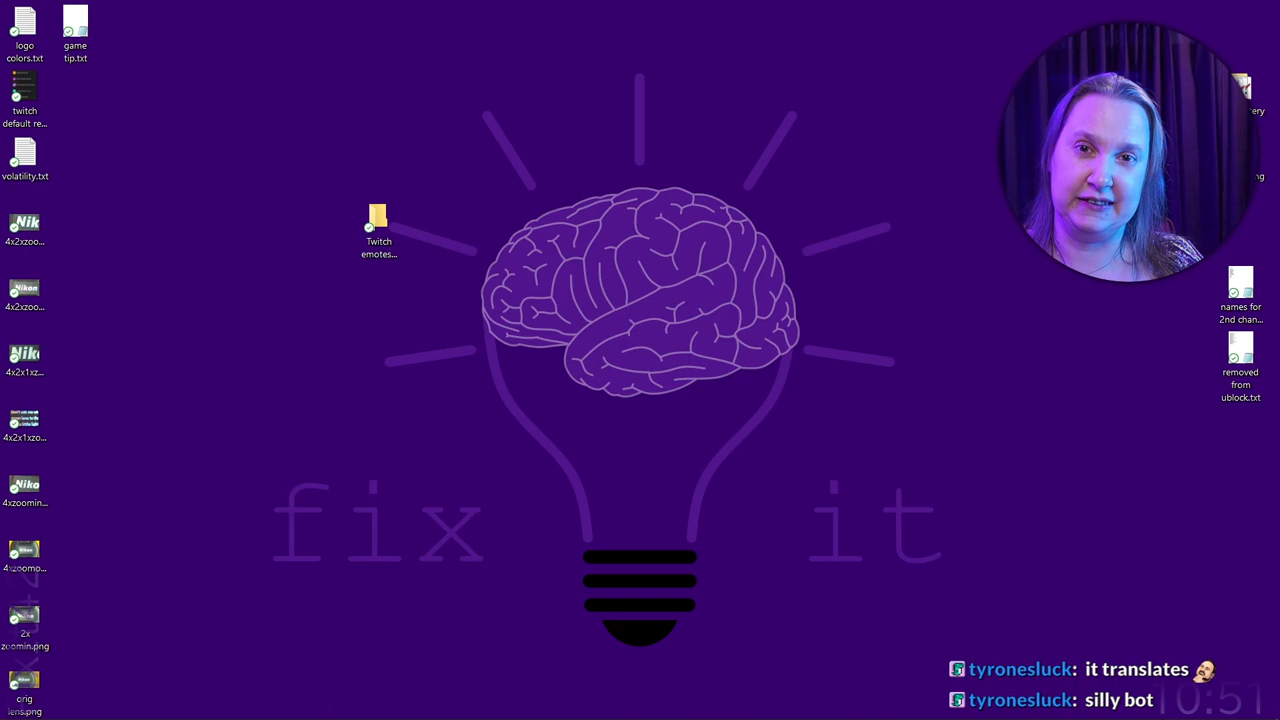 logo
colors.txt
game
tip.txt
twitch
default re...
volatility.txt
4x2xzoo...
4x2xzoo...
4x2x1xz...
4x2x1xzo...
4xzoomin...
4xzoomo...
2x
zoomin.png
orig
lens.png
Twitch
emotes...
fix it
names for
2nd chan...
removed
from
ublock.txt
tyronesluck: it translates
tyronesluck: silly bot
10:51